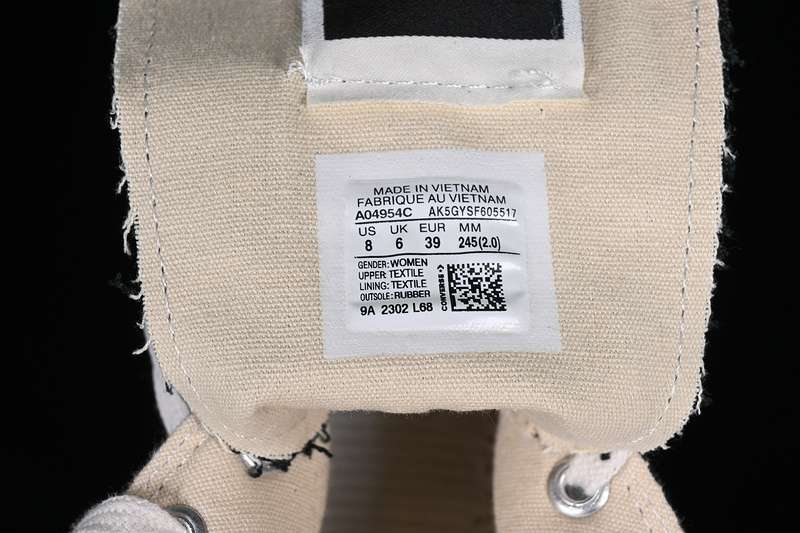 MADE IN VIETNAM
FABRIQUE AU VIETNAM
A04954C AK5GYSF605517
US UK EUR MM
8 6 39 245(2.0)
GENDER: WOMEN
UPPER: TEXTILE
LINING: TEXTILE
OUTSOLE: RUBBER
9A 2302 L68
CONVERSE